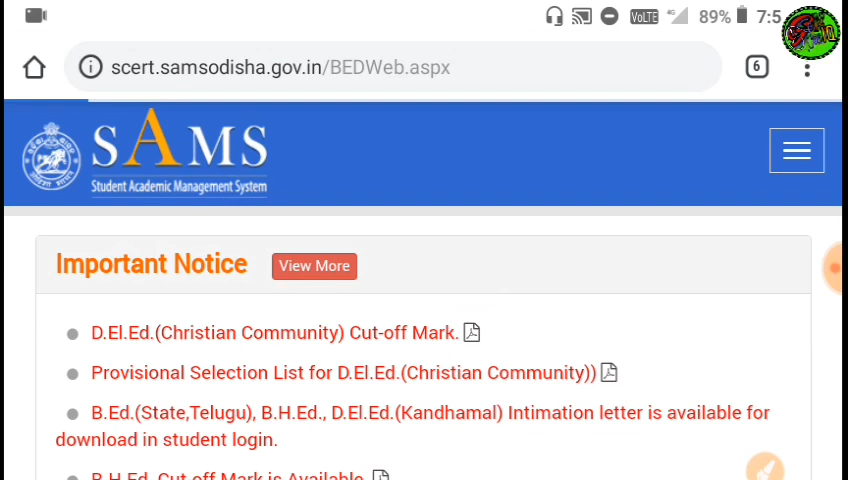 VoLTE 4G 89% 7:5
scert.samsodisha.gov.in/BEDWeb.aspx 6
SAMS
Student Academic Management System
Important Notice View More
D.El.Ed.(Christian Community) Cut-off Mark.
Provisional Selection List for D.El.Ed.(Christian Community))
B.Ed.(State,Telugu), B.H.Ed., D.El.Ed.(Kandhamal) Intimation letter is available for
download in student login.
B.H.Ed. Cut off Mark is Available